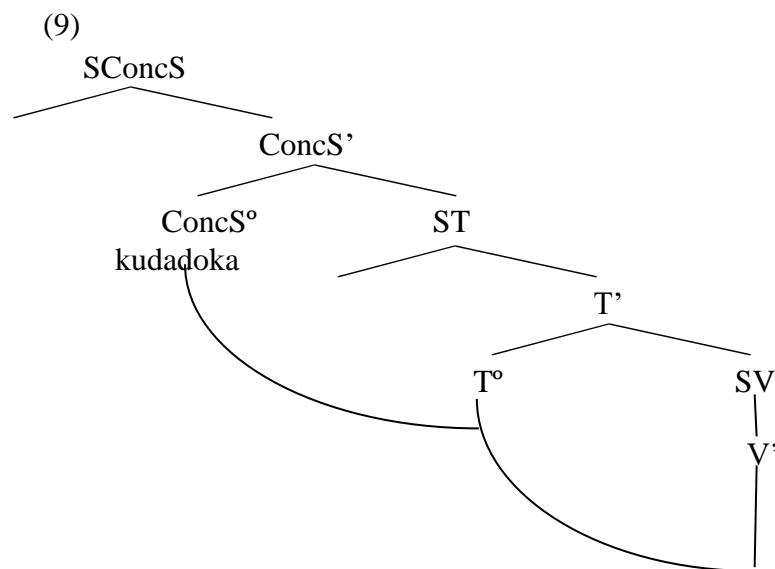 (9)
SConcS
ConcS’
ConcSº ST
kudadoka
T’
Tº SV
V’